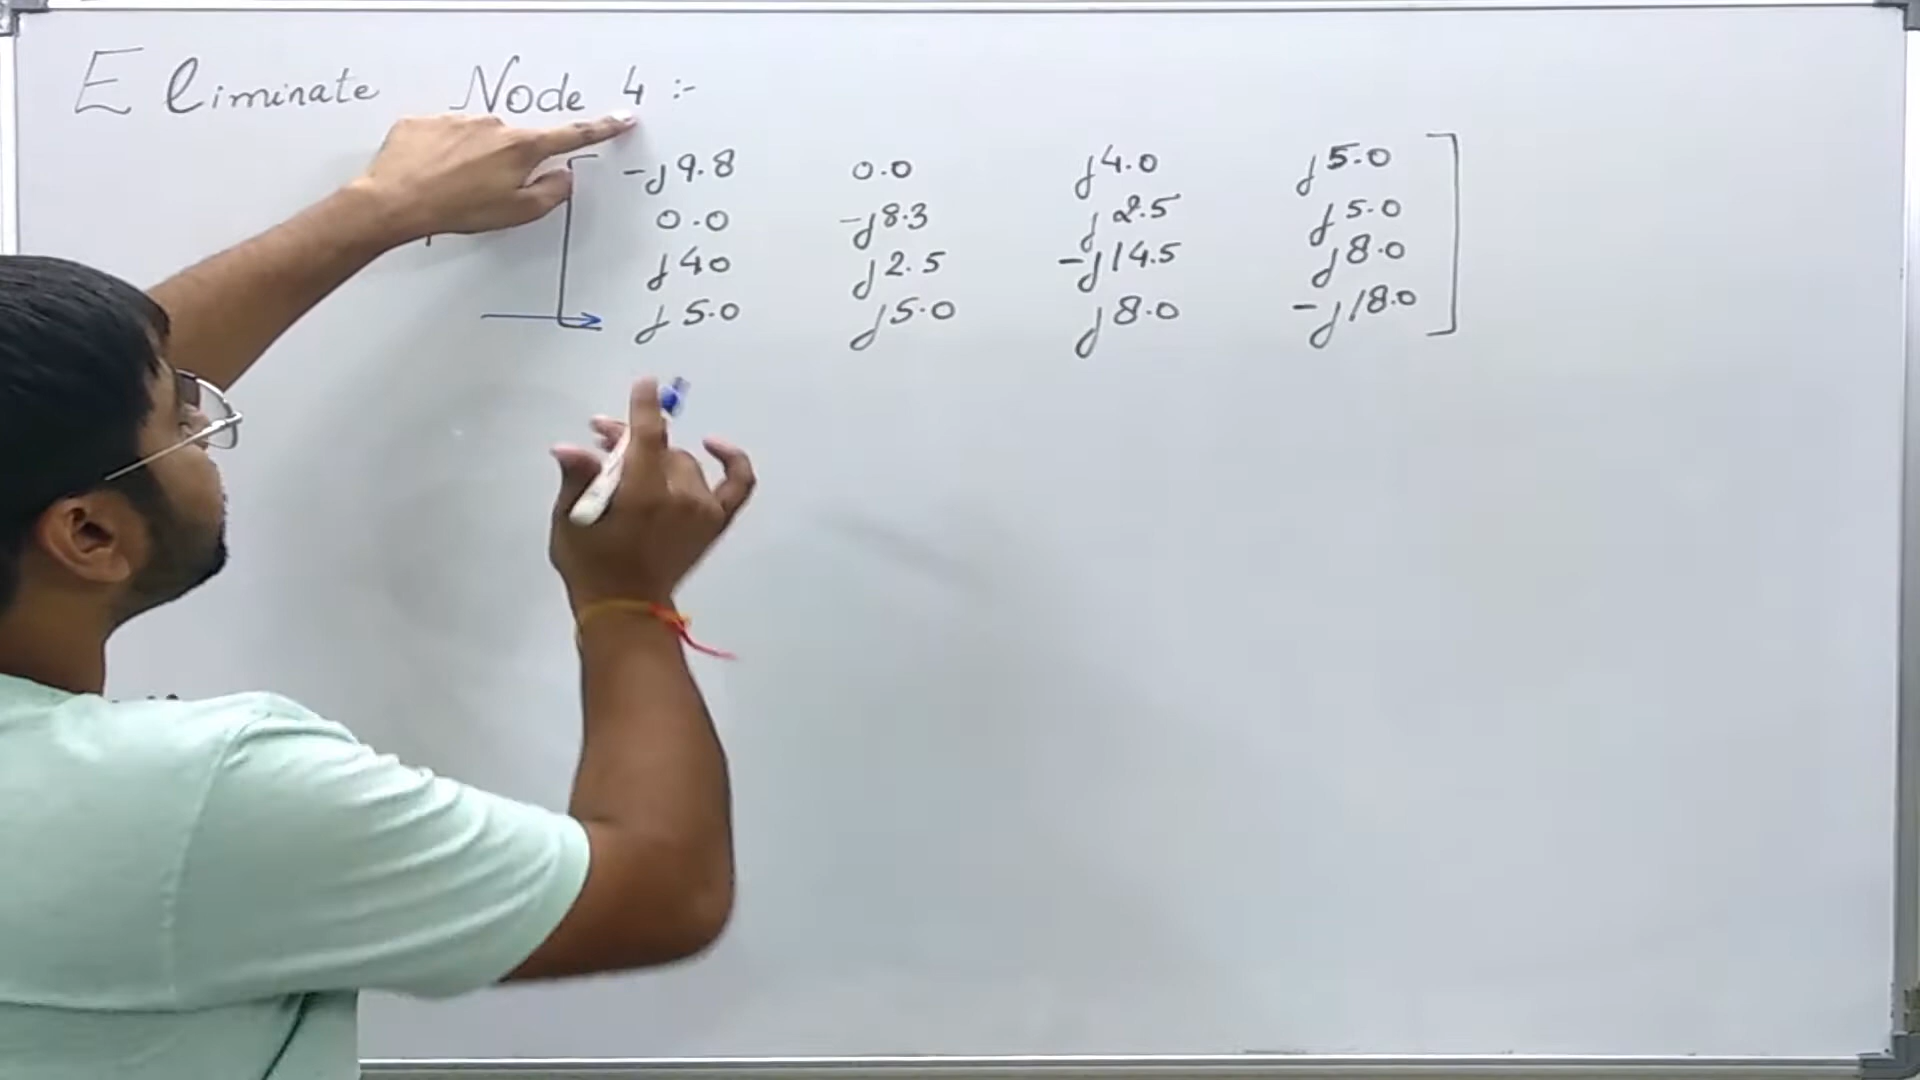 Eliminate Node 4 :-
-j9.8 0.0 j4.0 j5.0
0.0 -j8.3 j2.5 j5.0
j40 j2.5 -j14.5 j8.0
j5.0 j5.0 j8.0 -j18.0